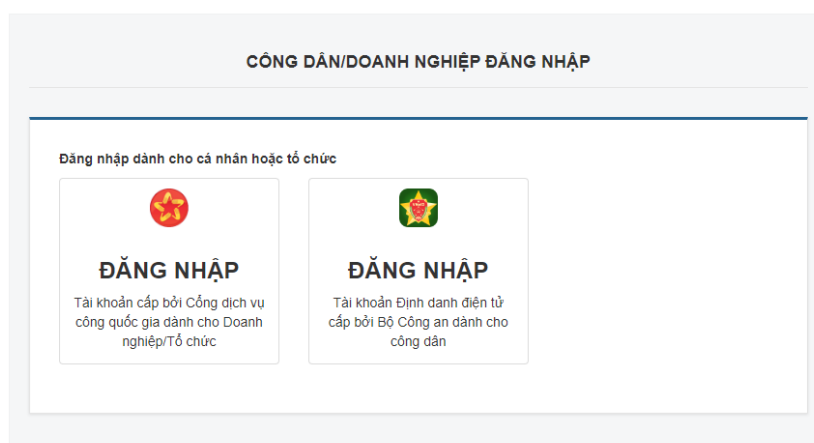 CÔNG DÂN/DOANH NGHIỆP ĐĂNG NHẬP
Đăng nhập dành cho cá nhân hoặc tổ chức
ĐĂNG NHẬP
Tài khoản cấp bởi Cổng dịch vụ
công quốc gia dành cho Doanh
nghiệp/Tổ chức
ĐĂNG NHẬP
Tài khoản Định danh điện tử
cấp bởi Bộ Công an dành cho
công dân